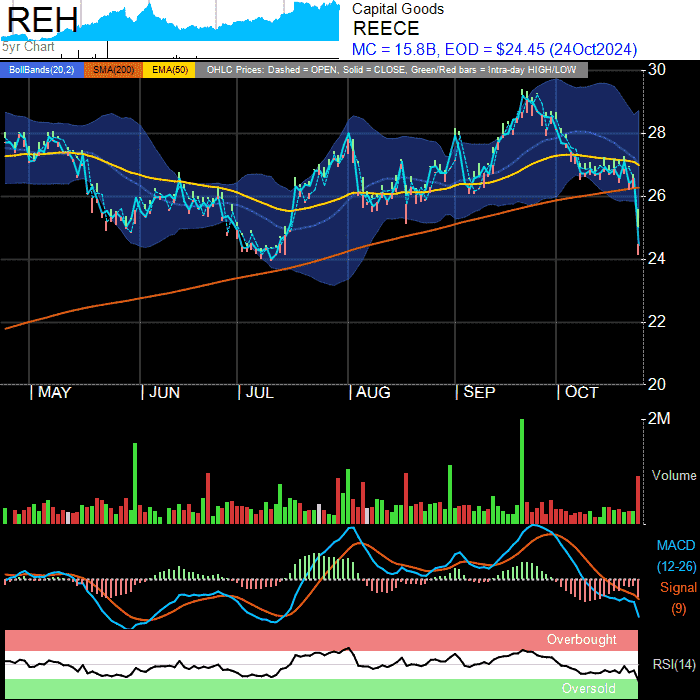 REH
5yr Chart
Capital Goods
REECE
MC = 15.8B, EOD = $24.45 (24Oct2024)
BollBands(20,2) SMA(200) EMA(50) OHLC Prices: Dashed = OPEN, Solid = CLOSE, Green/Red bars = Intra-day HIGH/LOW
30
28
26
24
22
20
MAY JUN JUL AUG SEP OCT
2M
Volume
MACD
(12-26)
Signal
(9)
Overbought
RSI(14)
Oversold